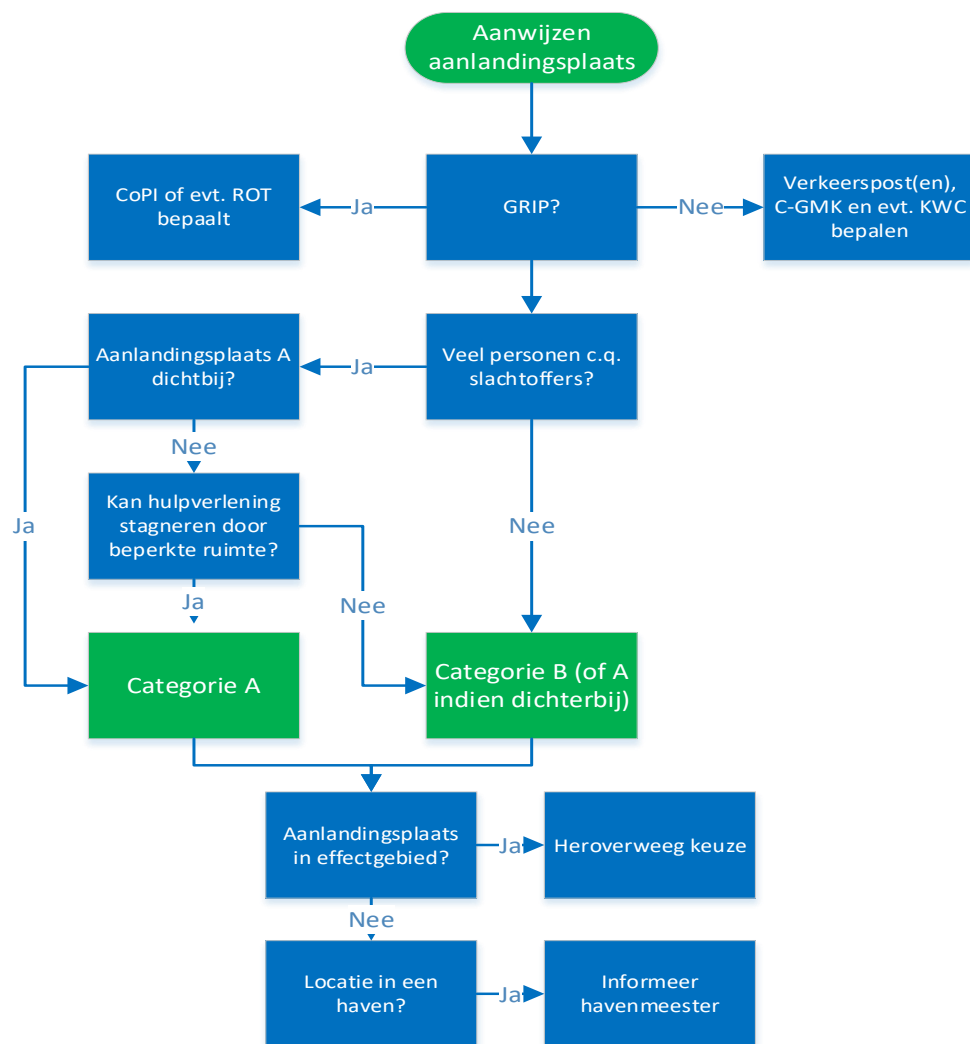 Aanwijzen
aanlandingsplaats
CoPI of evt. ROT
bepaalt
Ja
GRIP?
Nee
Verkeerspost(en),
C-GMK en evt. KWC
bepalen
Aanlandingsplaats A
dichtbij?
Ja
Veel personen c.q.
slachtoffers?
Nee
Ja
Kan hulpverlening
stagneren door
beperkte ruimte?
Nee
Ja
Nee
Categorie A
Categorie B (of A
indien dichterbij)
Aanlandingsplaats
in effectgebied?
Ja
Heroverweeg keuze
Nee
Locatie in een
haven?
Ja
Informeer
havenmeester